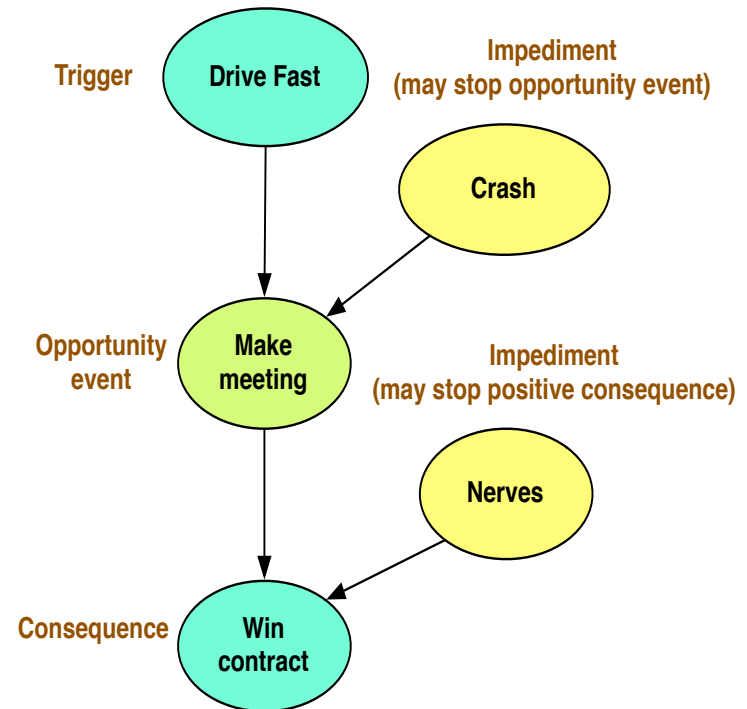 Trigger
Drive Fast
Impediment
(may stop opportunity event)
Crash
Opportunity
event
Make
meeting
Impediment
(may stop positive consequence)
Nerves
Consequence
Win
contract